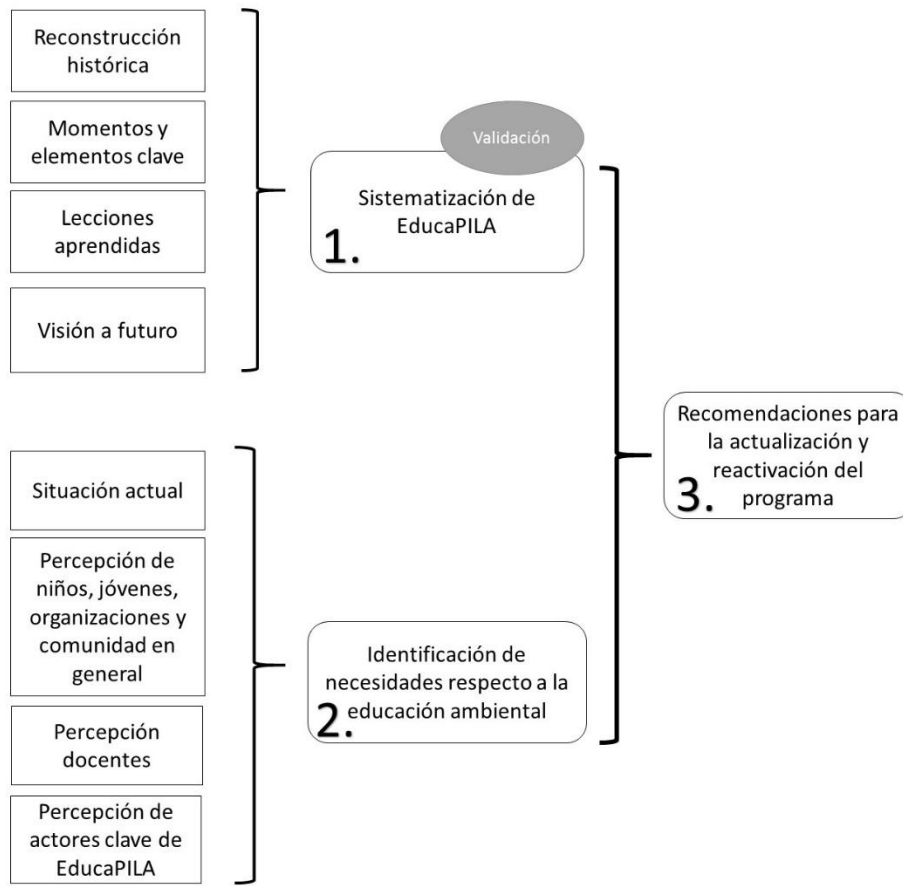 Reconstrucción
histórica
Momentos y
elementos clave
Lecciones
aprendidas
Visión a futuro
Validación
Sistematización de
EducaPILA
1.
Situación actual
Percepción de
niños, jóvenes,
organizaciones y
comunidad en
general
Percepción
docentes
Percepción de
actores clave de
EducaPILA
Identificación de
necesidades respecto a la
educación ambiental
2.
Recomendaciones para
la actualización y
reactivación del
programa
3.